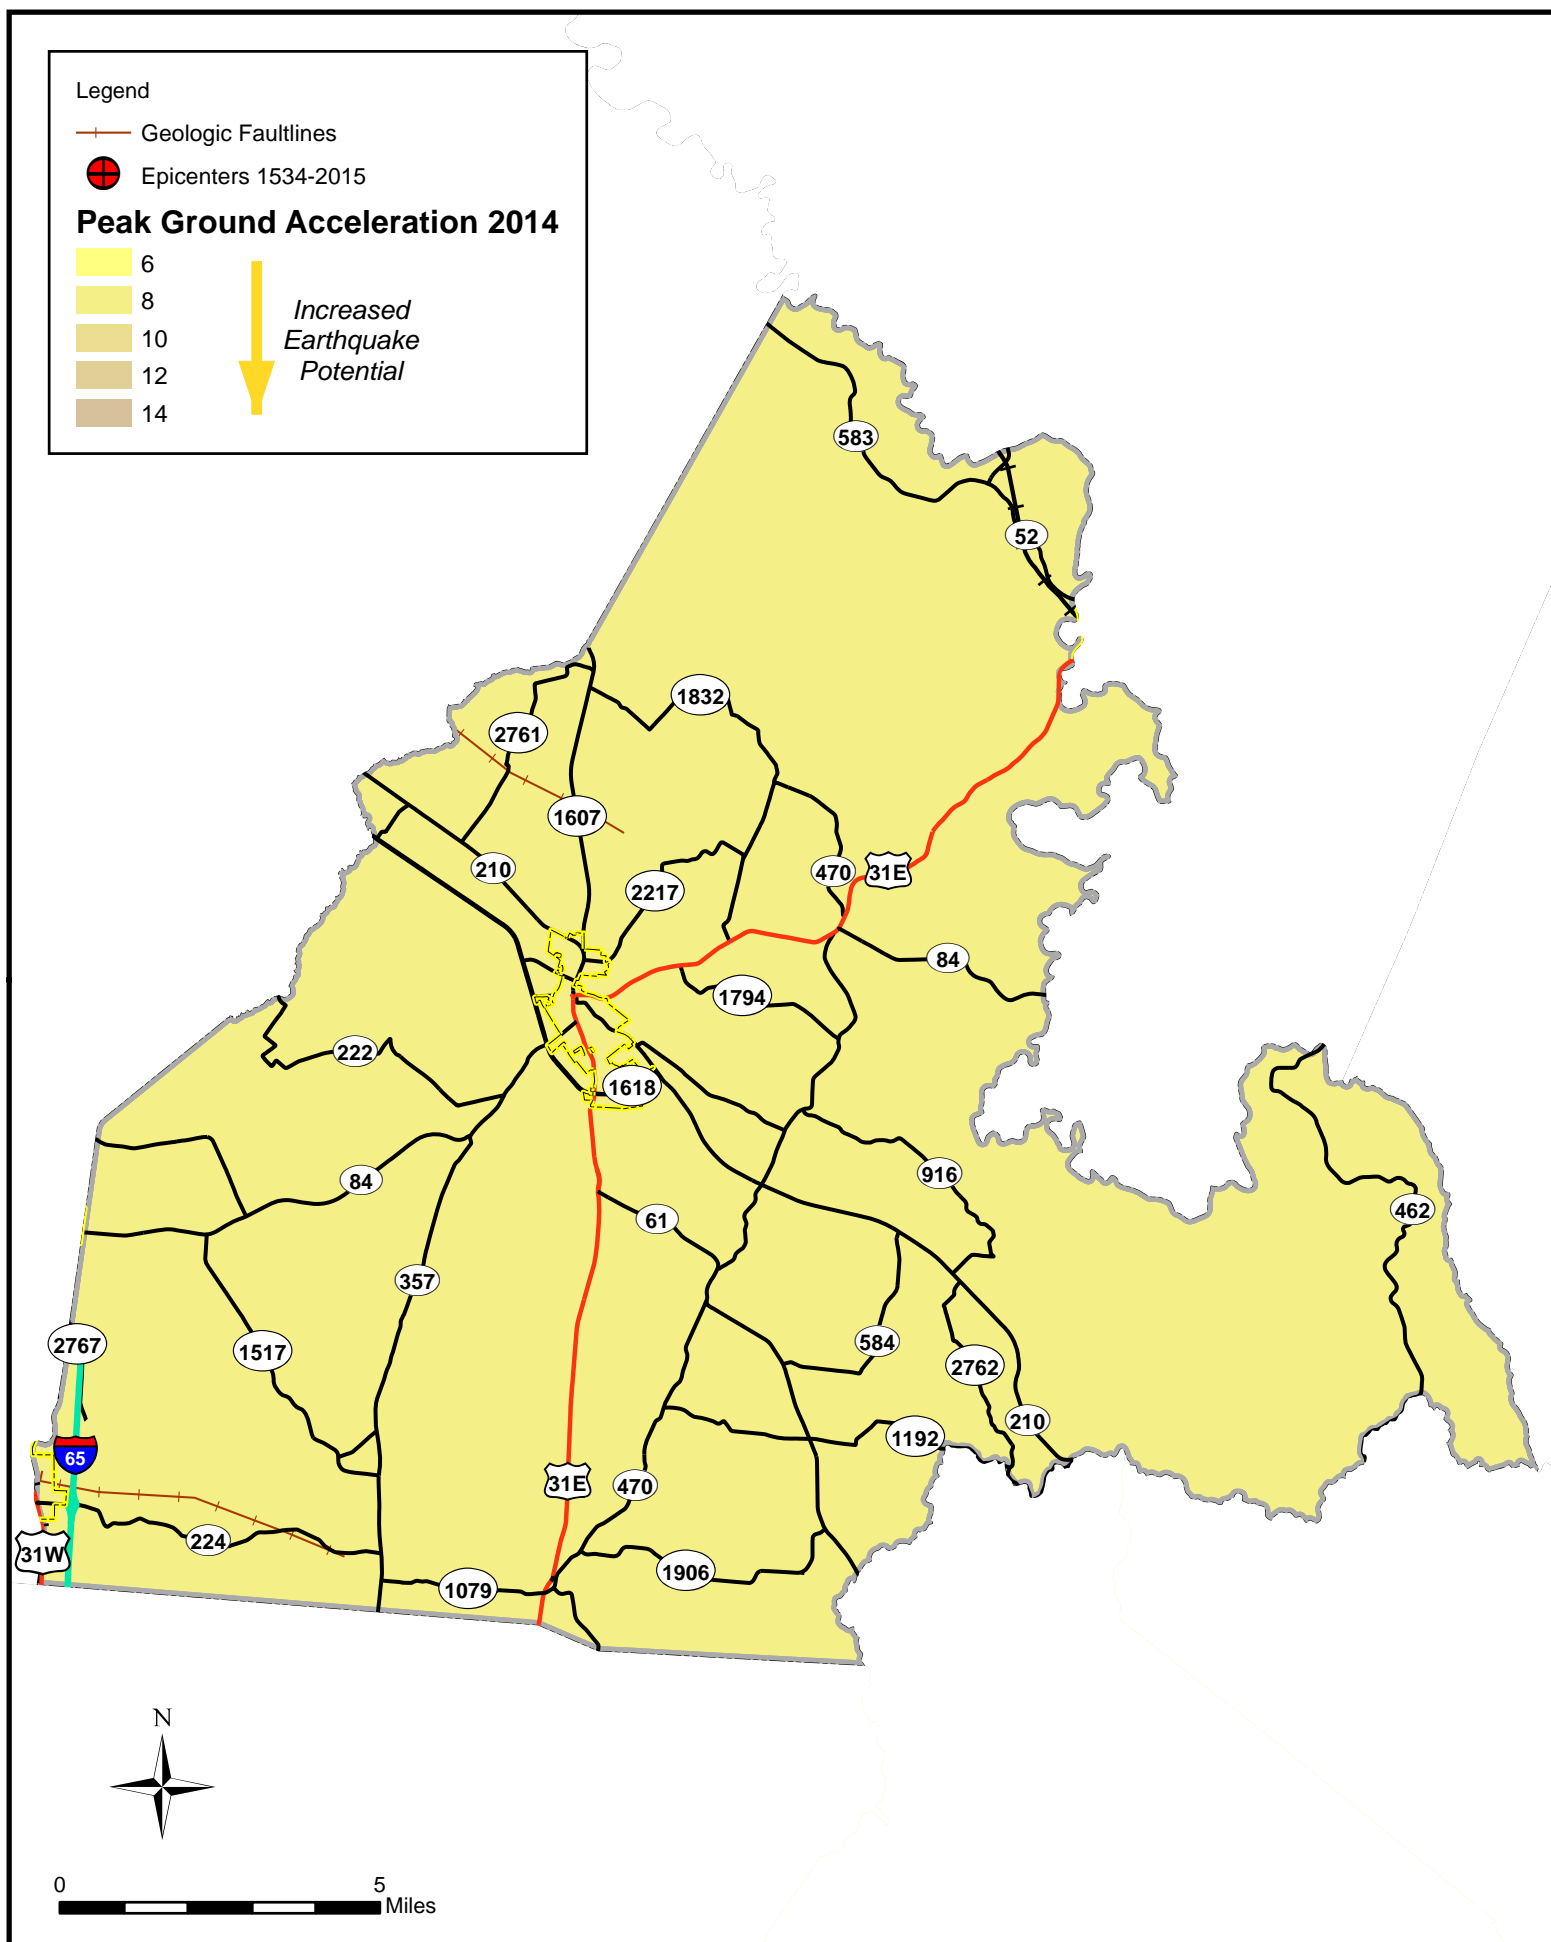 Legend
Geologic Faultlines
Epicenters 1534-2015
Peak Ground Acceleration 2014
6
8
10
12
14
Increased
Earthquake
Potential
583
52
1832
2761
1607
210
2217
470
31E
84
1794
222
1618
916
84
61
462
357
584
2767
1517
2762
210
1192
65
31E
470
224
31W
1906
1079
N
0
5
Miles